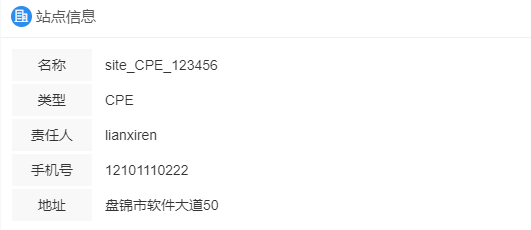 站点信息
名称 site_CPE_123456
类型 CPE
责任人 lianxiren
手机号 12101110222
地址 盘锦市软件大道50